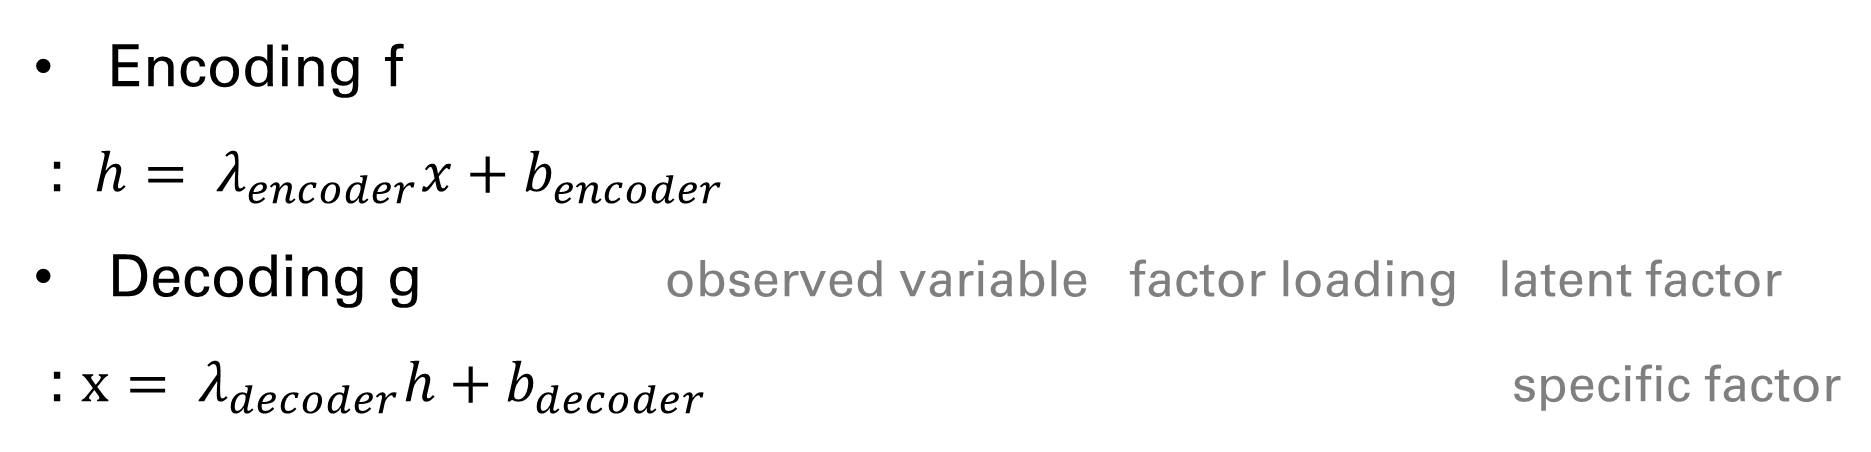 • Encoding f
: ℎ = 𝜆_encoder 𝑥 + 𝑏_encoder
• Decoding g observed variable factor loading latent factor
: x = 𝜆_decoder ℎ + 𝑏_decoder specific factor